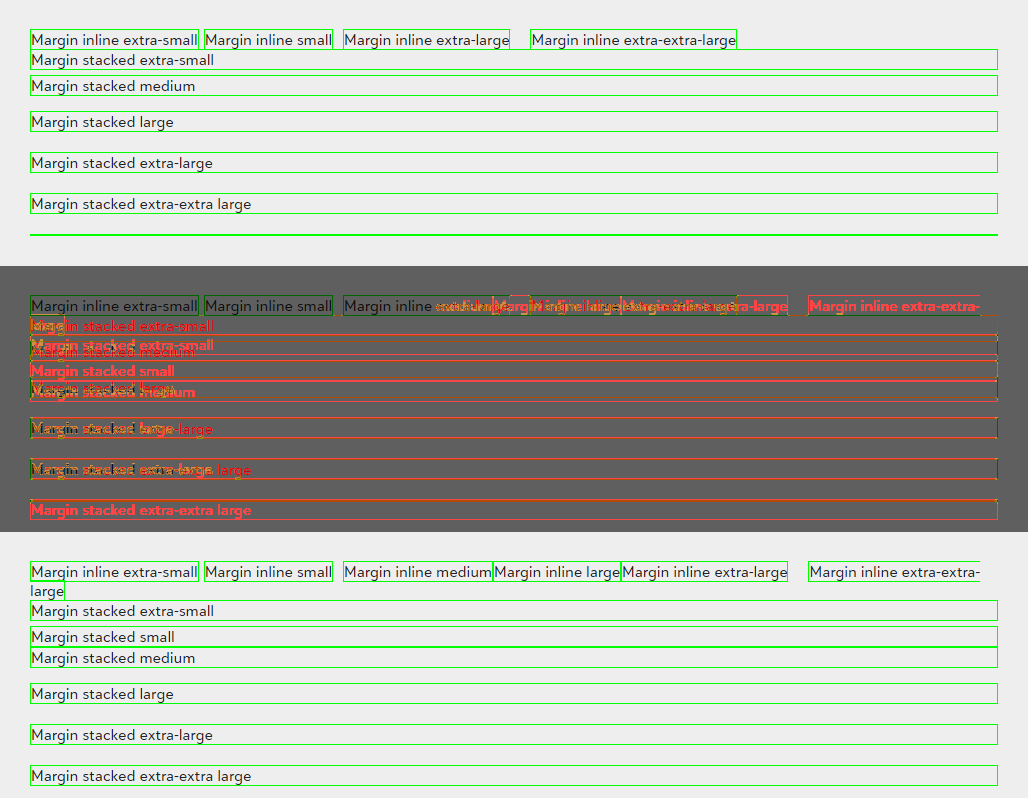 Margin inline extra-small Margin inline small Margin inline extra-large Margin inline extra-extra-large
Margin stacked extra-small
Margin stacked medium
Margin stacked large
Margin stacked extra-large
Margin stacked extra-extra large
Margin inline extra-small Margin inline small Margin inline Margin inline extra-extra-
Margin stacked extra-small
Margin stacked extra-small
Margin stacked medium
Margin stacked small
Margin stacked medium
Margin stacked large
Margin stacked extra-large
Margin stacked extra-extra large
Margin inline extra-small Margin inline small Margin inline medium Margin inline large Margin inline extra-large Margin inline extra-extra-
large
Margin stacked extra-small
Margin stacked small
Margin stacked medium
Margin stacked large
Margin stacked extra-large
Margin stacked extra-extra large